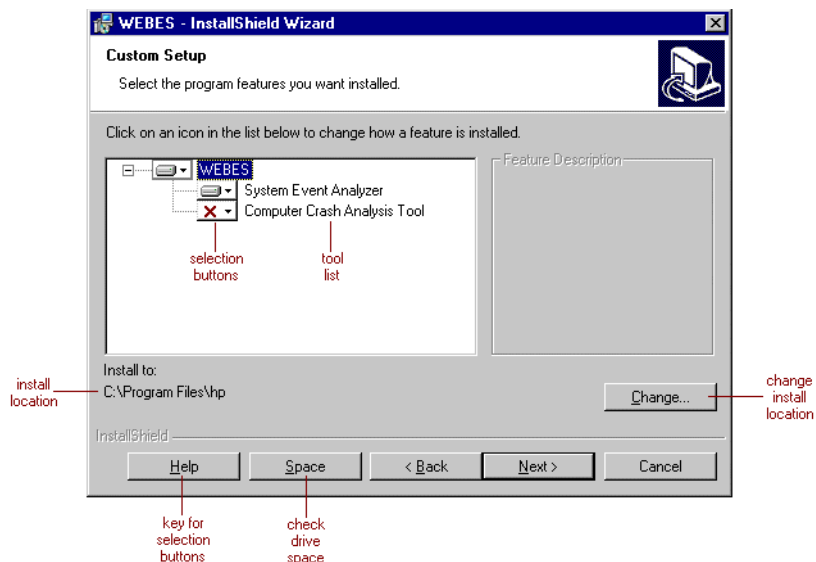 WEBES - InstallShield Wizard
Custom Setup
Select the program features you want installed.
Click on an icon in the list below to change how a feature is installed.
WEBES
System Event Analyzer
Computer Crash Analysis Tool
selection
buttons
tool
list
Feature Description
Install to:
C:\Program Files\hp
install
location
Change...
change
install
location
InstallShield
Help
Space
< Back
Next >
Cancel
key for
selection
buttons
check
drive
space